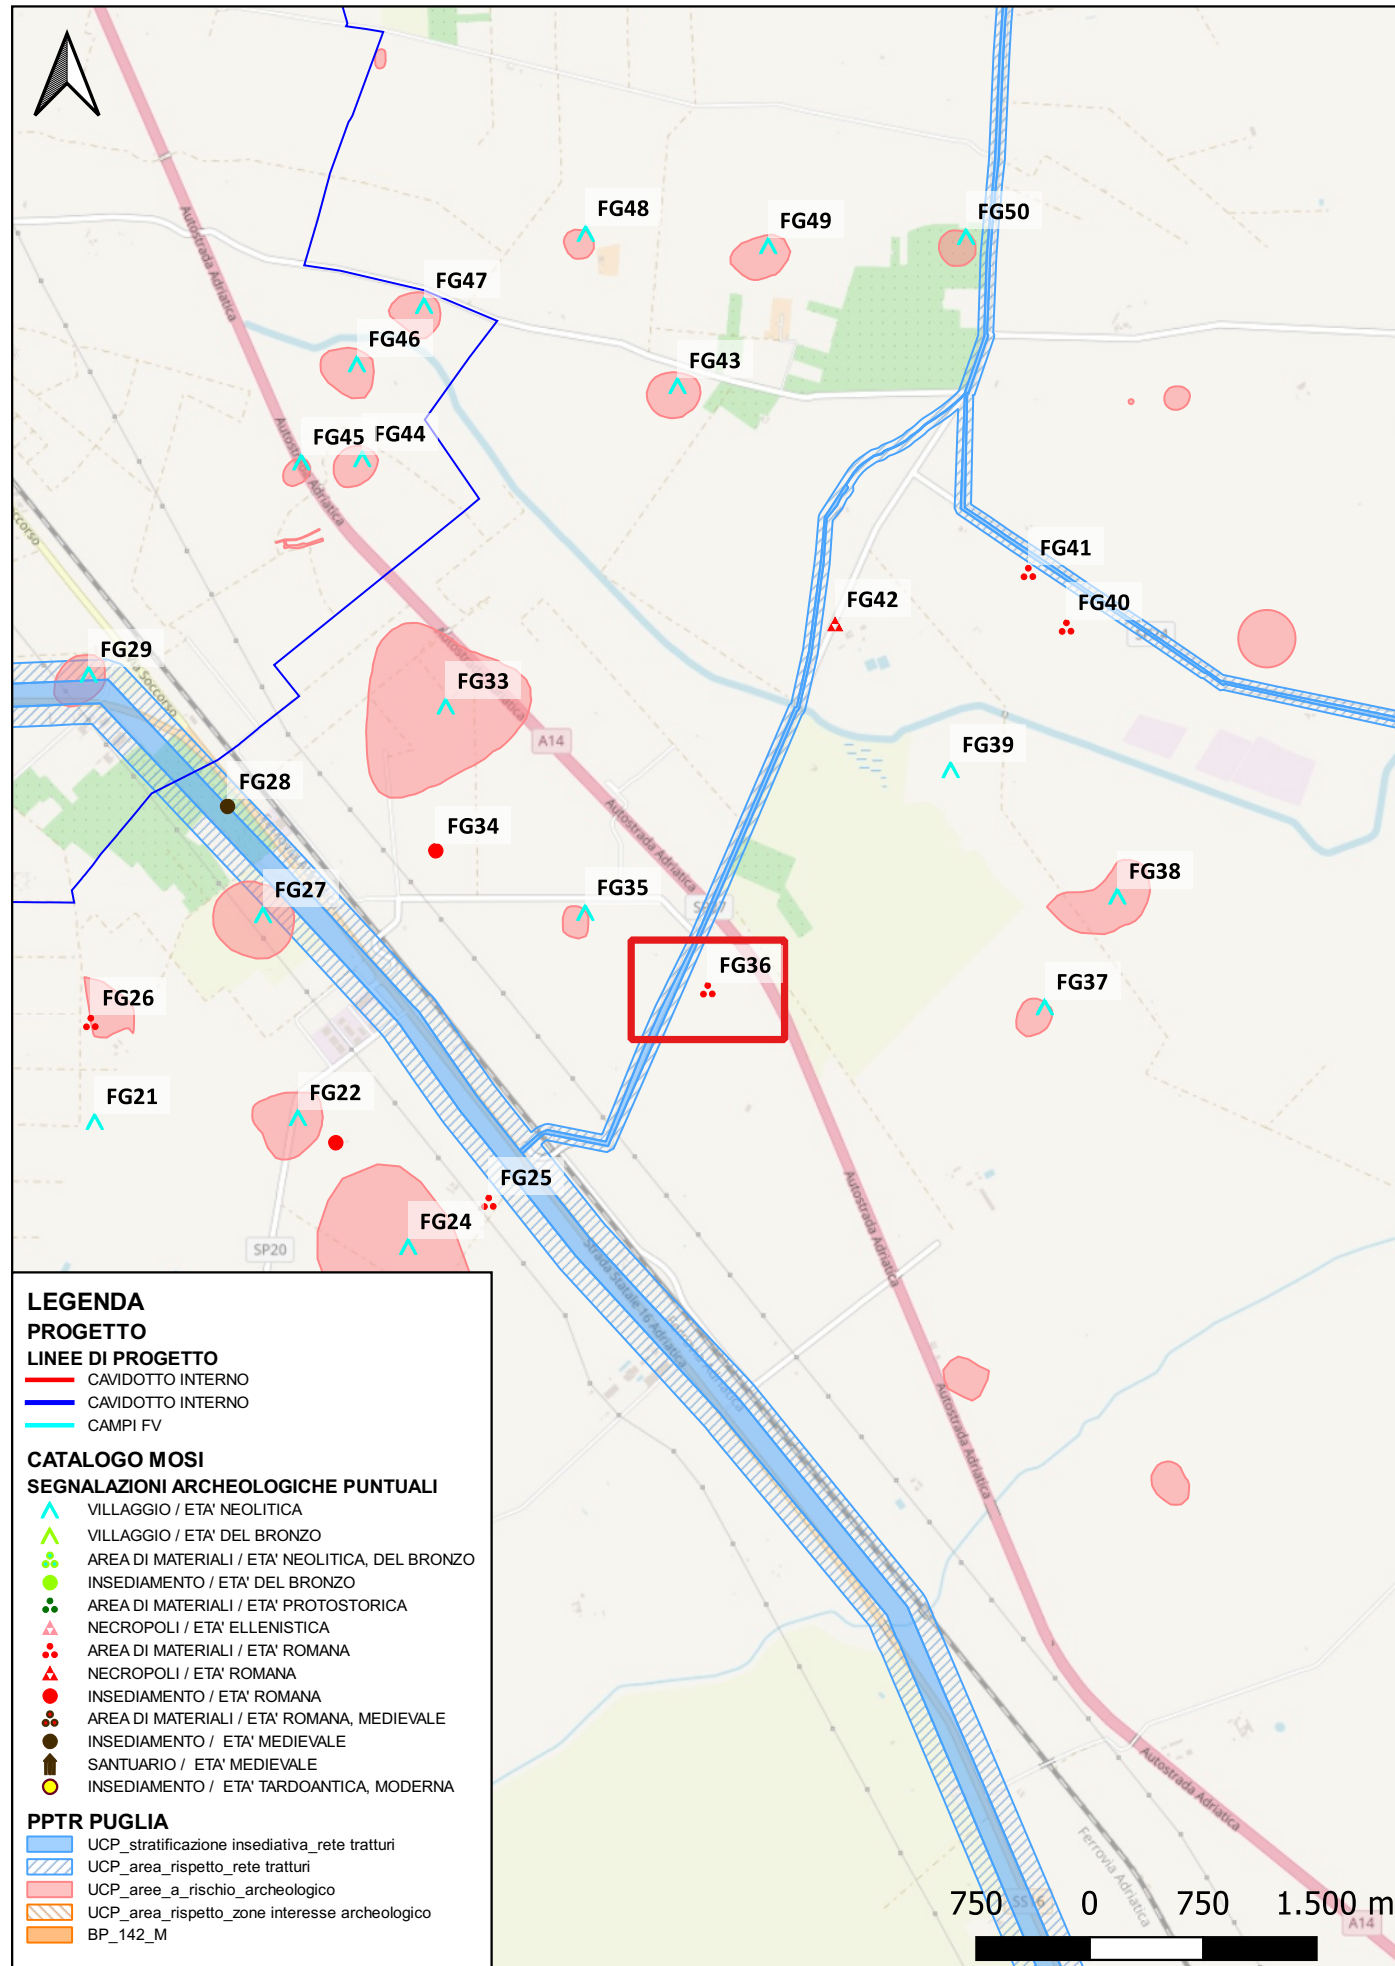 FG48
FG49
FG50
Autostrada Adriatica
FG47
FG46
FG43
Autostrada Adriatica
FG45
FG44
FG41
FG42
FG40
FG29
FG33
A14
FG39
FG28
Autostrada Adriatica
FG34
FG38
FG27
FG35
FG36
FG26
FG37
FG21
FG22
FG25
FG24
SP20
Autostrada Adriatica
Strada Statale 16 Adriatica
Autostrada Adriatica
Autostrada Adriatica
Ferrovia Adriatica
SS16
A14
LEGENDA
PROGETTO
LINEE DI PROGETTO
CAVIDOTTO INTERNO
CAVIDOTTO INTERNO
CAMPI FV
CATALOGO MOSI
SEGNALAZIONI ARCHEOLOGICHE PUNTUALI
VILLAGGIO / ETA' NEOLITICA
VILLAGGIO / ETA' DEL BRONZO
AREA DI MATERIALI / ETA' NEOLITICA, DEL BRONZO
INSEDIAMENTO / ETA' DEL BRONZO
AREA DI MATERIALI / ETA' PROTOSTORICA
NECROPOLI / ETA' ELLENISTICA
AREA DI MATERIALI / ETA' ROMANA
NECROPOLI / ETA' ROMANA
INSEDIAMENTO / ETA' ROMANA
AREA DI MATERIALI / ETA' ROMANA, MEDIEVALE
INSEDIAMENTO / ETA' MEDIEVALE
SANTUARIO / ETA' MEDIEVALE
INSEDIAMENTO / ETA' TARDOANTICA, MODERNA
PPTR PUGLIA
UCP_stratificazione insediativa_rete tratturi
UCP_area_rispetto_rete tratturi
UCP_aree_a_rischio_archeologico
UCP_area_rispetto_zone interesse archeologico
BP_142_M
750 0 750 1.500 m